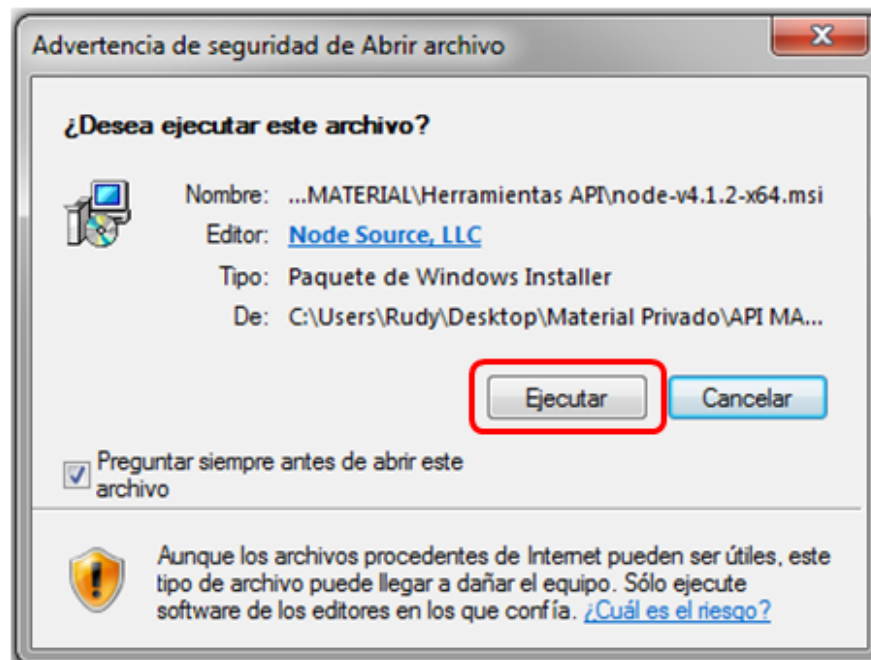 Advertencia de seguridad de Abrir archivo
¿Desea ejecutar este archivo?
Nombre: ...MATERIAL\Herramientas API\node-v4.1.2-x64.msi
Editor: Node Source, LLC
Tipo: Paquete de Windows Installer
De: C:\Users\Rudy\Desktop\Material Privado\API MA...
Ejecutar Cancelar
Preguntar siempre antes de abrir este
archivo
Aunque los archivos procedentes de Internet pueden ser útiles, este
tipo de archivo puede llegar a dañar el equipo. Sólo ejecute
software de los editores en los que confía. ¿Cuál es el riesgo?